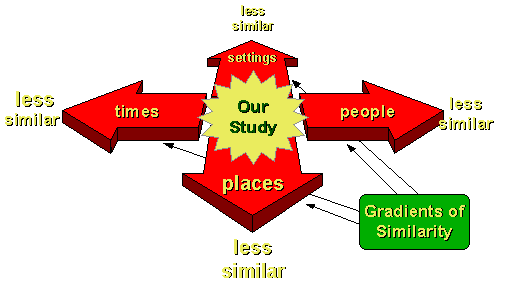 less
similar
settings
less
similar
times
Our
Study
people
less
similar
places
Gradients of
Similarity
less
similar